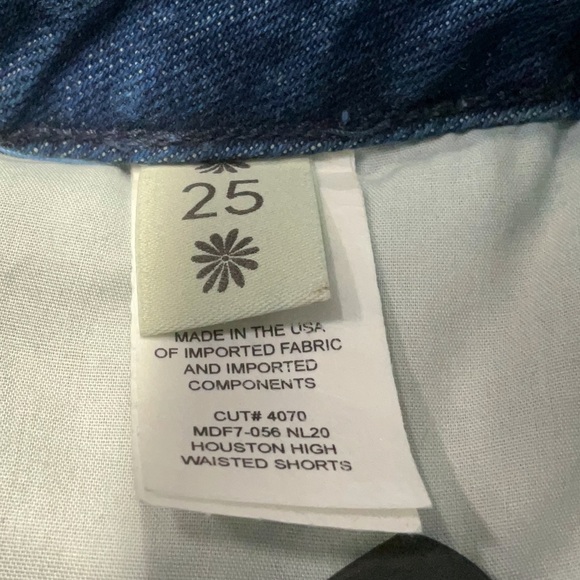 25
MADE IN THE USA
OF IMPORTED FABRIC
AND IMPORTED
COMPONENTS
CUT# 4070
MDF7-056 NL20
HOUSTON HIGH
WAISTED SHORTS